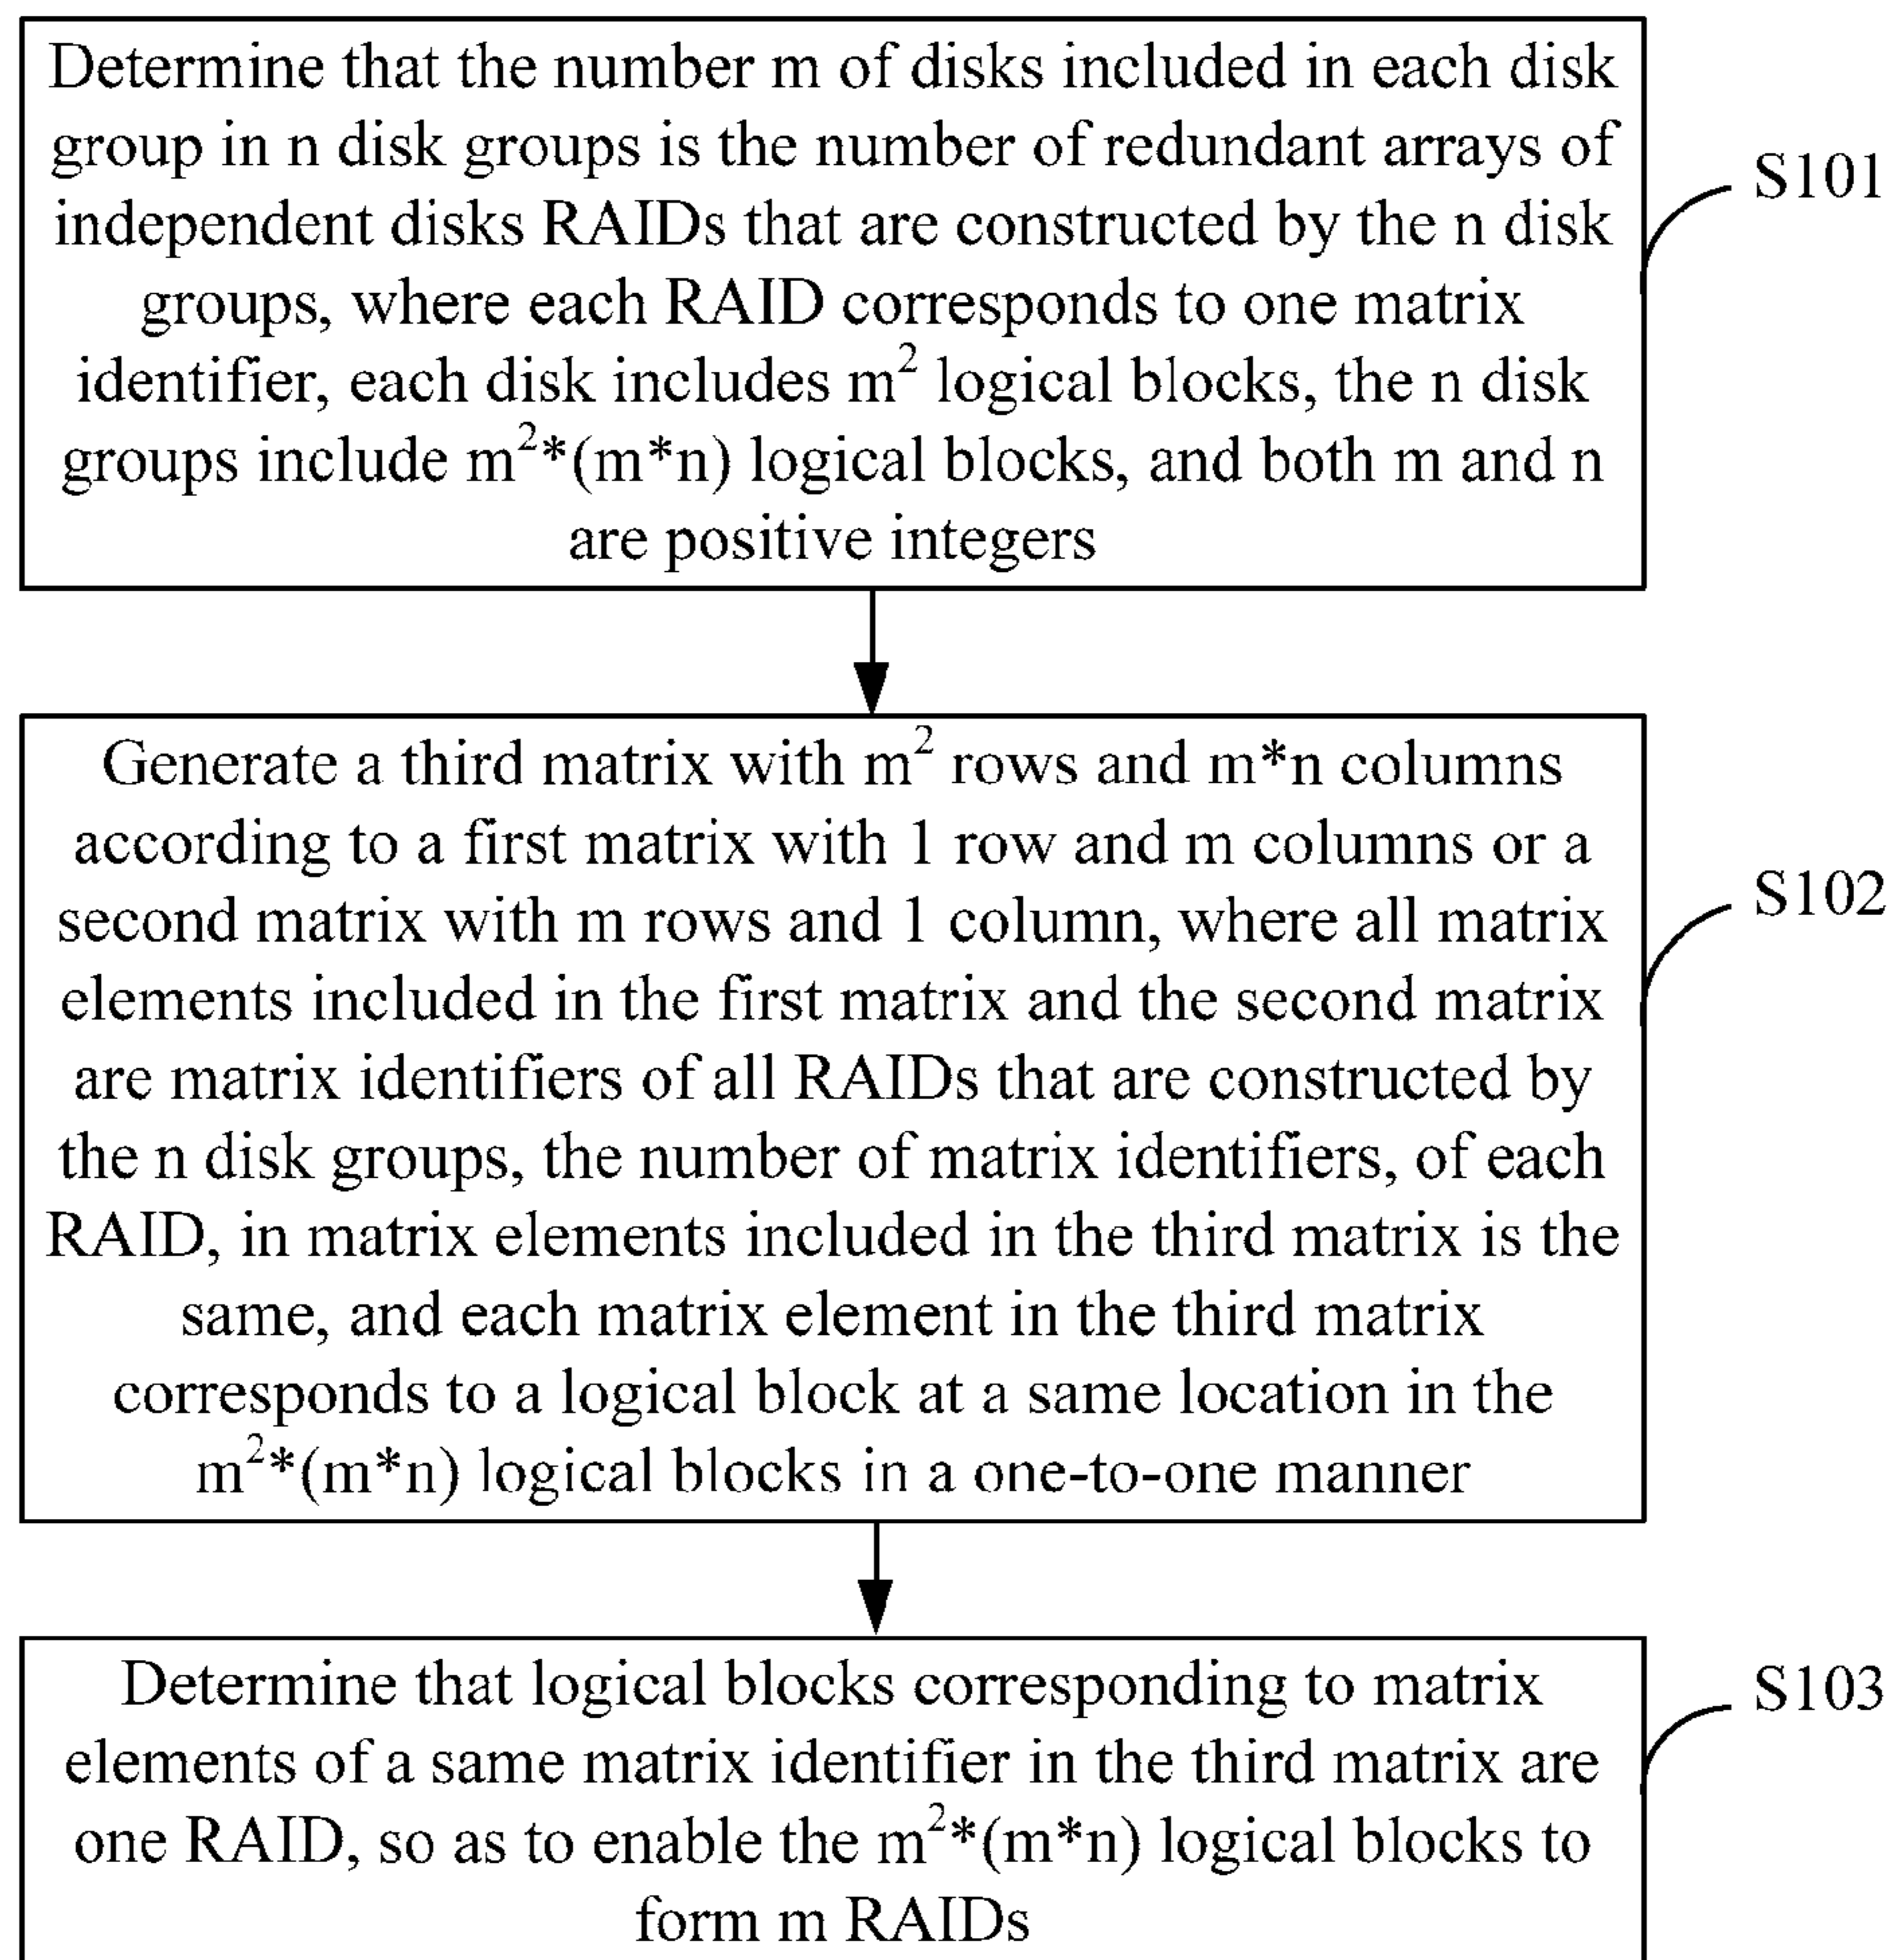 Determine that the number m of disks included in each disk
group in n disk groups is the number of redundant arrays of
independent disks RAIDs that are constructed by the n disk
groups, where each RAID corresponds to one matrix
identifier, each disk includes m² logical blocks, the n disk
groups include m²*(m*n) logical blocks, and both m and n
are positive integers
S101
Generate a third matrix with m² rows and m*n columns
according to a first matrix with 1 row and m columns or a
second matrix with m rows and 1 column, where all matrix
elements included in the first matrix and the second matrix
are matrix identifiers of all RAIDs that are constructed by
the n disk groups, the number of matrix identifiers, of each
RAID, in matrix elements included in the third matrix is the
same, and each matrix element in the third matrix
corresponds to a logical block at a same location in the
m²*(m*n) logical blocks in a one-to-one manner
S102
Determine that logical blocks corresponding to matrix
elements of a same matrix identifier in the third matrix are
one RAID, so as to enable the m²*(m*n) logical blocks to
form m RAIDs
S103